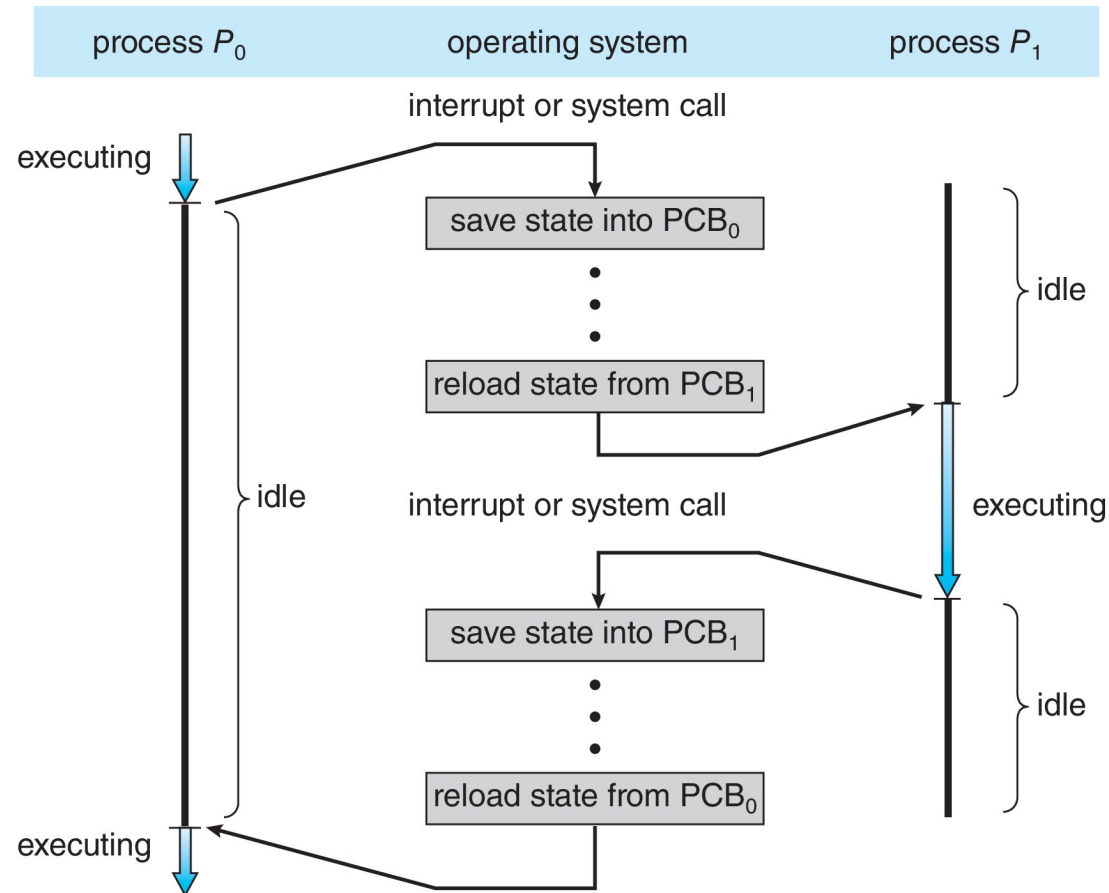 process P₀ operating system process P₁
interrupt or system call
executing
save state into PCB₀
idle
reload state from PCB₁
idle
interrupt or system call
executing
save state into PCB₁
idle
reload state from PCB₀
executing